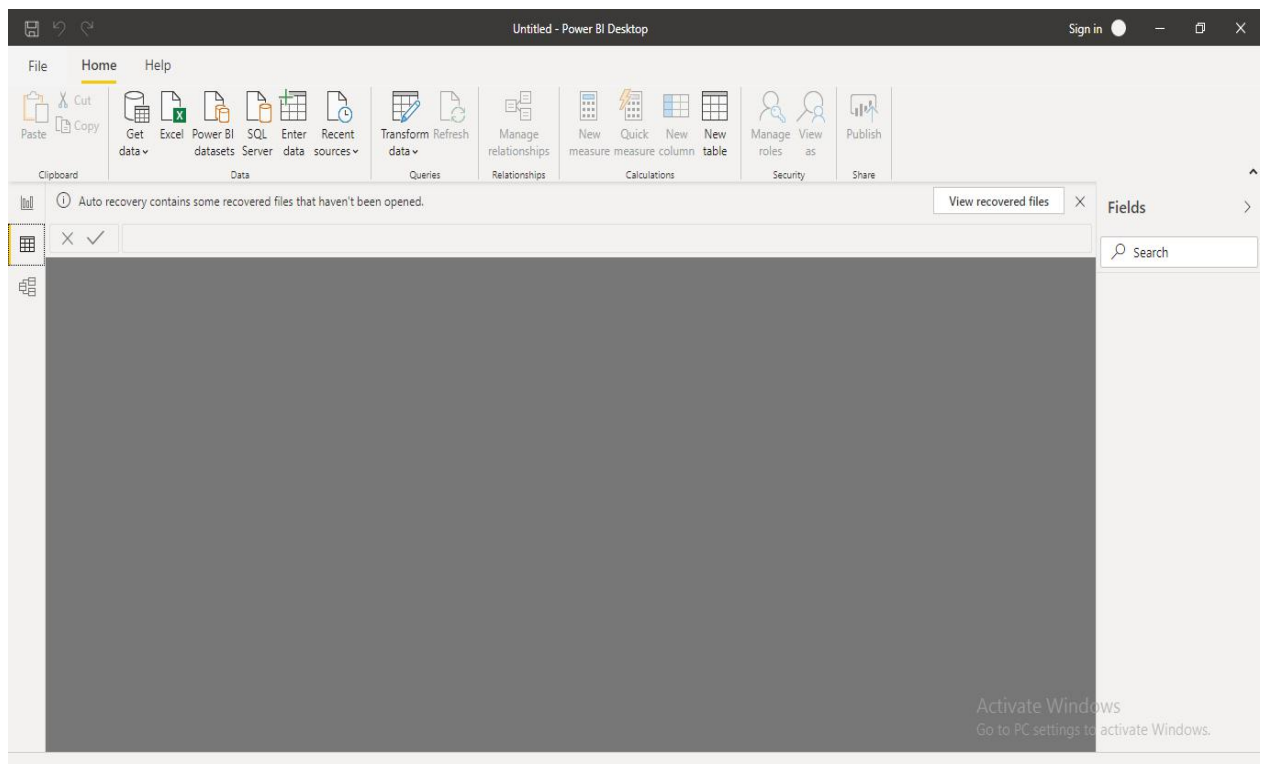 Untitled - Power BI Desktop
Sign in
File Home Help
Paste
Cut
Copy
Clipboard
Get data
Excel
Power BI datasets
SQL Server
Enter data
Recent sources
Data
Transform data
Refresh
Queries
Manage relationships
Relationships
New measure
Quick measure
New column
New table
Calculations
Manage roles
View as
Security
Publish
Share
Auto recovery contains some recovered files that haven't been opened.
View recovered files
Fields
Search
Activate Windows
Go to PC settings to activate Windows.